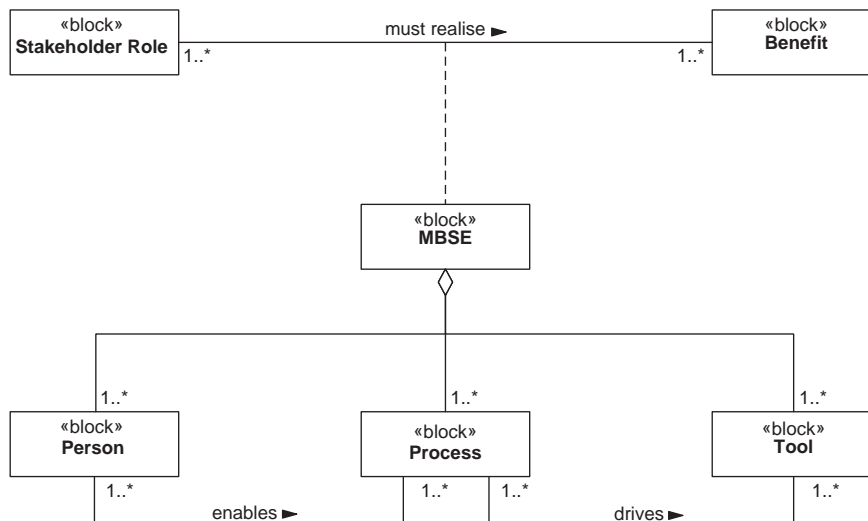 «block»
Stakeholder Role
1..*
must realise ►
1..*
«block»
Benefit
«block»
MBSE
1..*
1..*
1..*
«block»
Person
«block»
Process
«block»
Tool
1..*
enables ►
1..*
1..*
drives ►
1..*